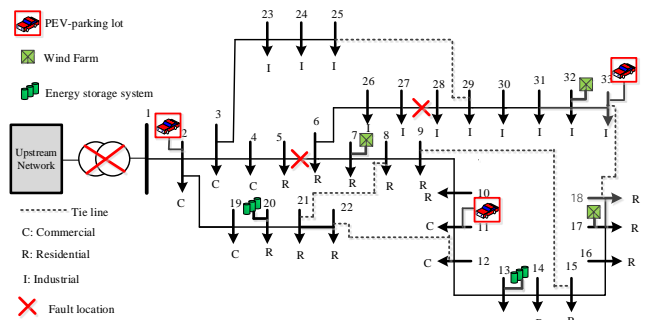 PEV-parking lot
Wind Farm
Energy storage system
Upstream
Network
Tie line
C: Commercial
R: Residential
I: Industrial
Fault location
23 24 25
I I I
26 27 28 29 30 31 32 33
I I I I I I I I
1 2 3 4 5 6 7 8 9
C C C R R R R R
19 20 21 22
C R R R
10
R
11
C
12
C
18 R
17 R
16 R
13 14 15
R R R